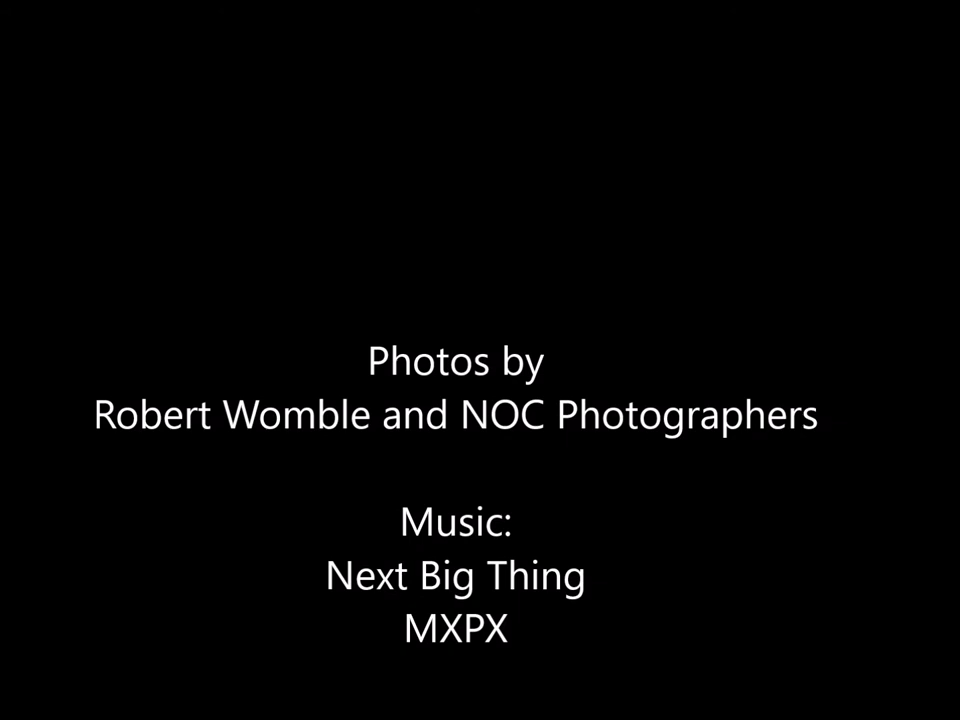 Photos by
Robert Womble and NOC Photographers
Music:
Next Big Thing
MXPX